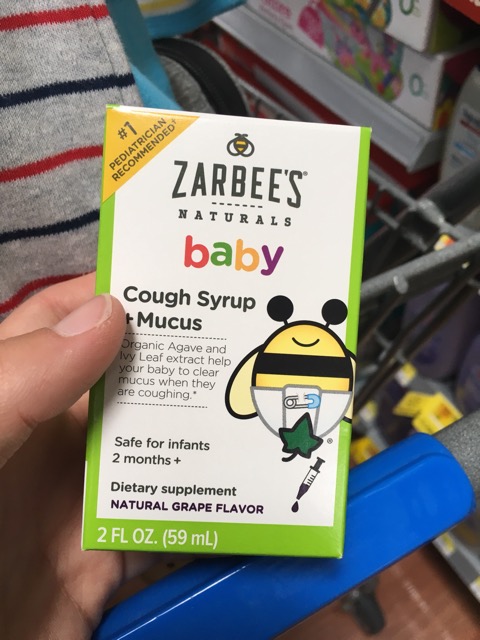 #1
PEDIATRICIAN
RECOMMENDED†
ZARBEE'S®
NATURALS
baby
Cough Syrup
+Mucus
Organic Agave and
Ivy Leaf extract help
your baby to clear
mucus when they
are coughing.*
Safe for infants
2 months +
Dietary supplement
NATURAL GRAPE FLAVOR
2 FL OZ. (59 mL)